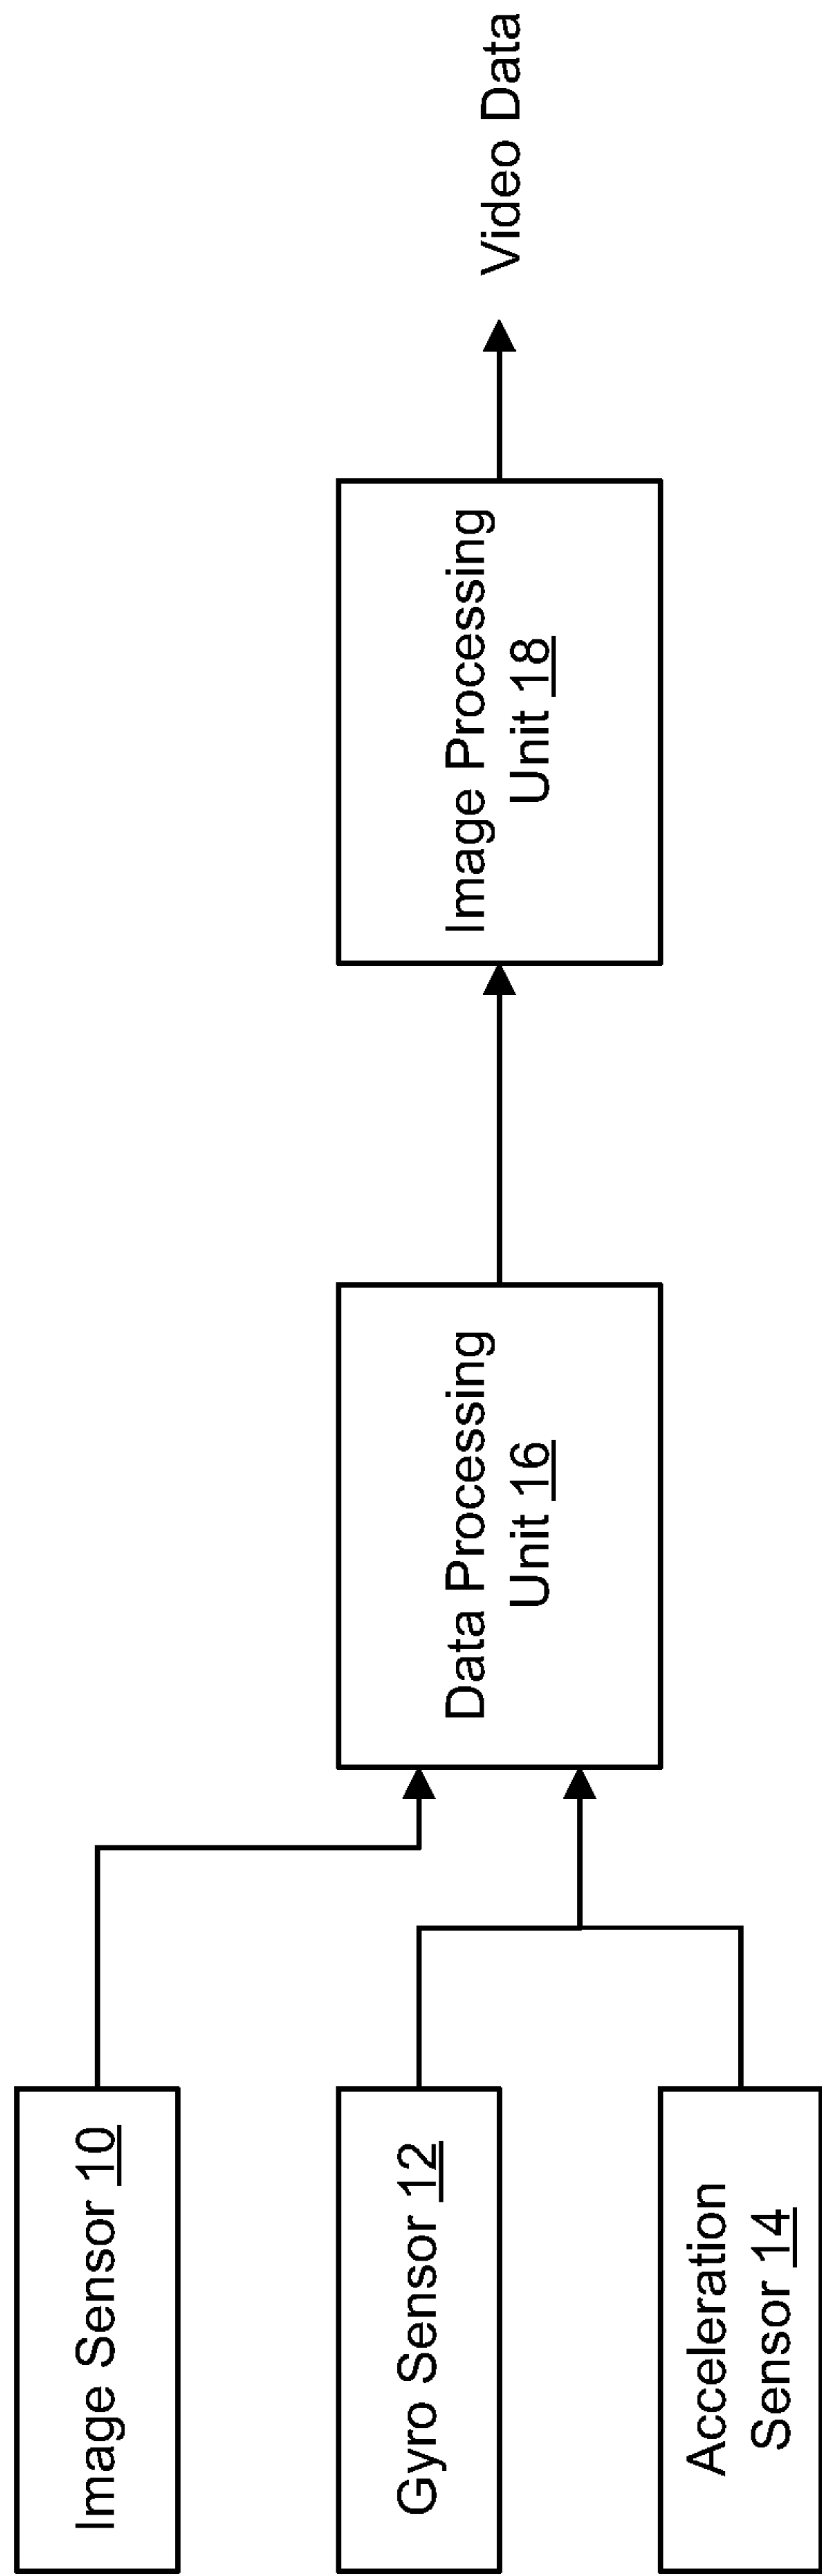 Image Sensor 10
Gyro Sensor 12
Acceleration
Sensor 14
Data Processing
Unit 16
Image Processing
Unit 18
Video Data